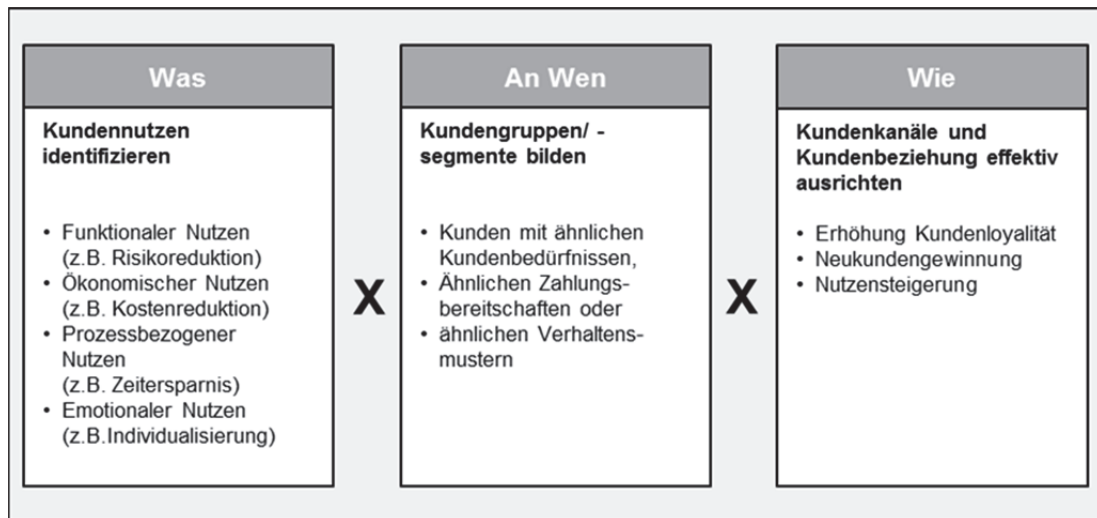 Was
Kundennutzen
identifizieren
• Funktionaler Nutzen
(z.B. Risikoreduktion)
• Ökonomischer Nutzen
(z.B. Kostenreduktion)
• Prozessbezogener
Nutzen
(z.B. Zeitersparnis)
• Emotionaler Nutzen
(z.B.Individualisierung)
X
An Wen
Kundengruppen/ -
segmente bilden
• Kunden mit ähnlichen
Kundenbedürfnissen,
• Ähnlichen Zahlungs-
bereitschaften oder
• ähnlichen Verhaltens-
mustern
X
Wie
Kundenkanäle und
Kundenbeziehung effektiv
ausrichten
• Erhöhung Kundenloyalität
• Neukundengewinnung
• Nutzensteigerung